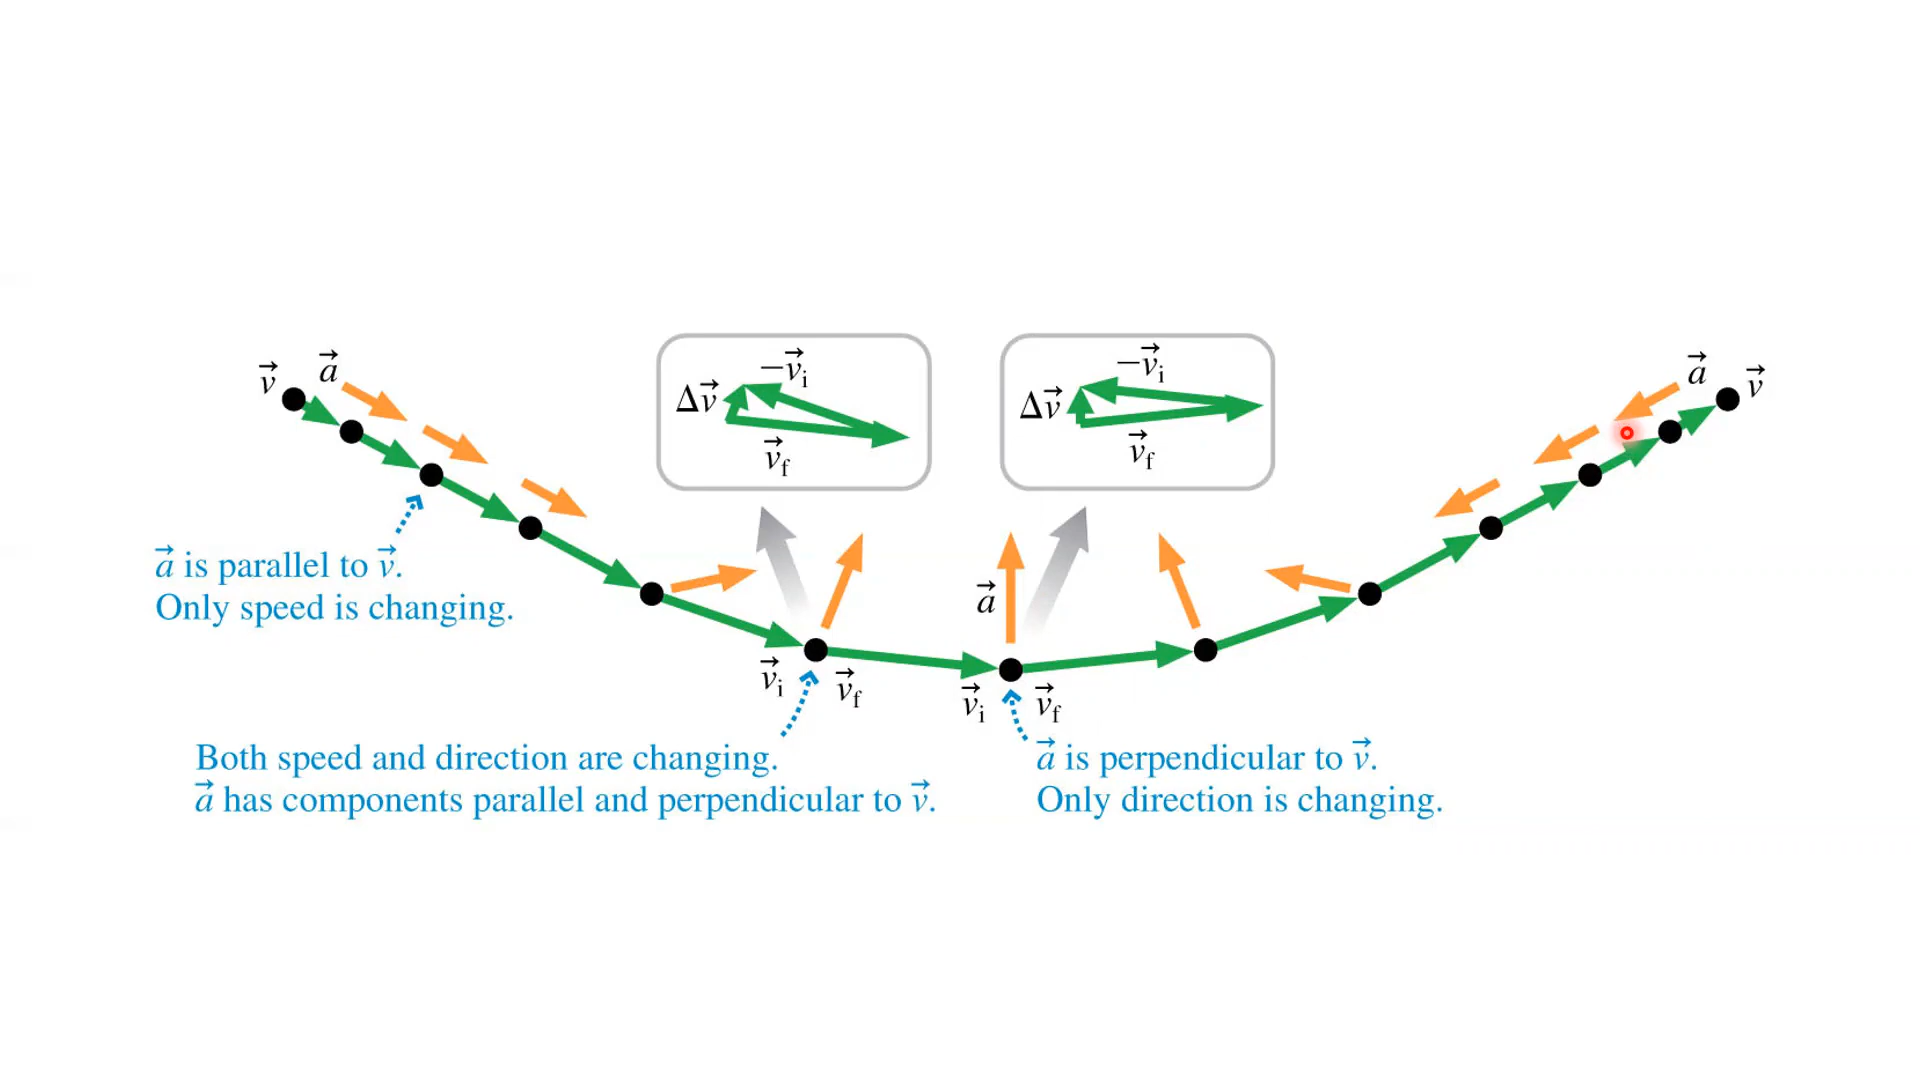 v⃗
a⃗
Δv⃗
−v⃗ᵢ
v⃗f
Δv⃗
−v⃗ᵢ
v⃗f
a⃗
v⃗
a⃗ is parallel to v⃗.
Only speed is changing.
a⃗
v⃗ᵢ
v⃗f
v⃗ᵢ
v⃗f
Both speed and direction are changing.
a⃗ has components parallel and perpendicular to v⃗.
a⃗ is perpendicular to v⃗.
Only direction is changing.